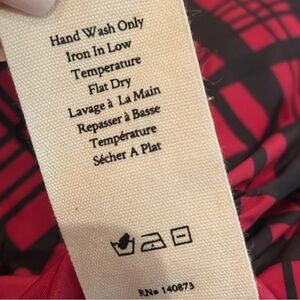 Hand Wash Only
Iron In Low
Temperature
Flat Dry
Lavage à La Main
Repasser à Basse
Température
Sécher A Plat
RN# 140873